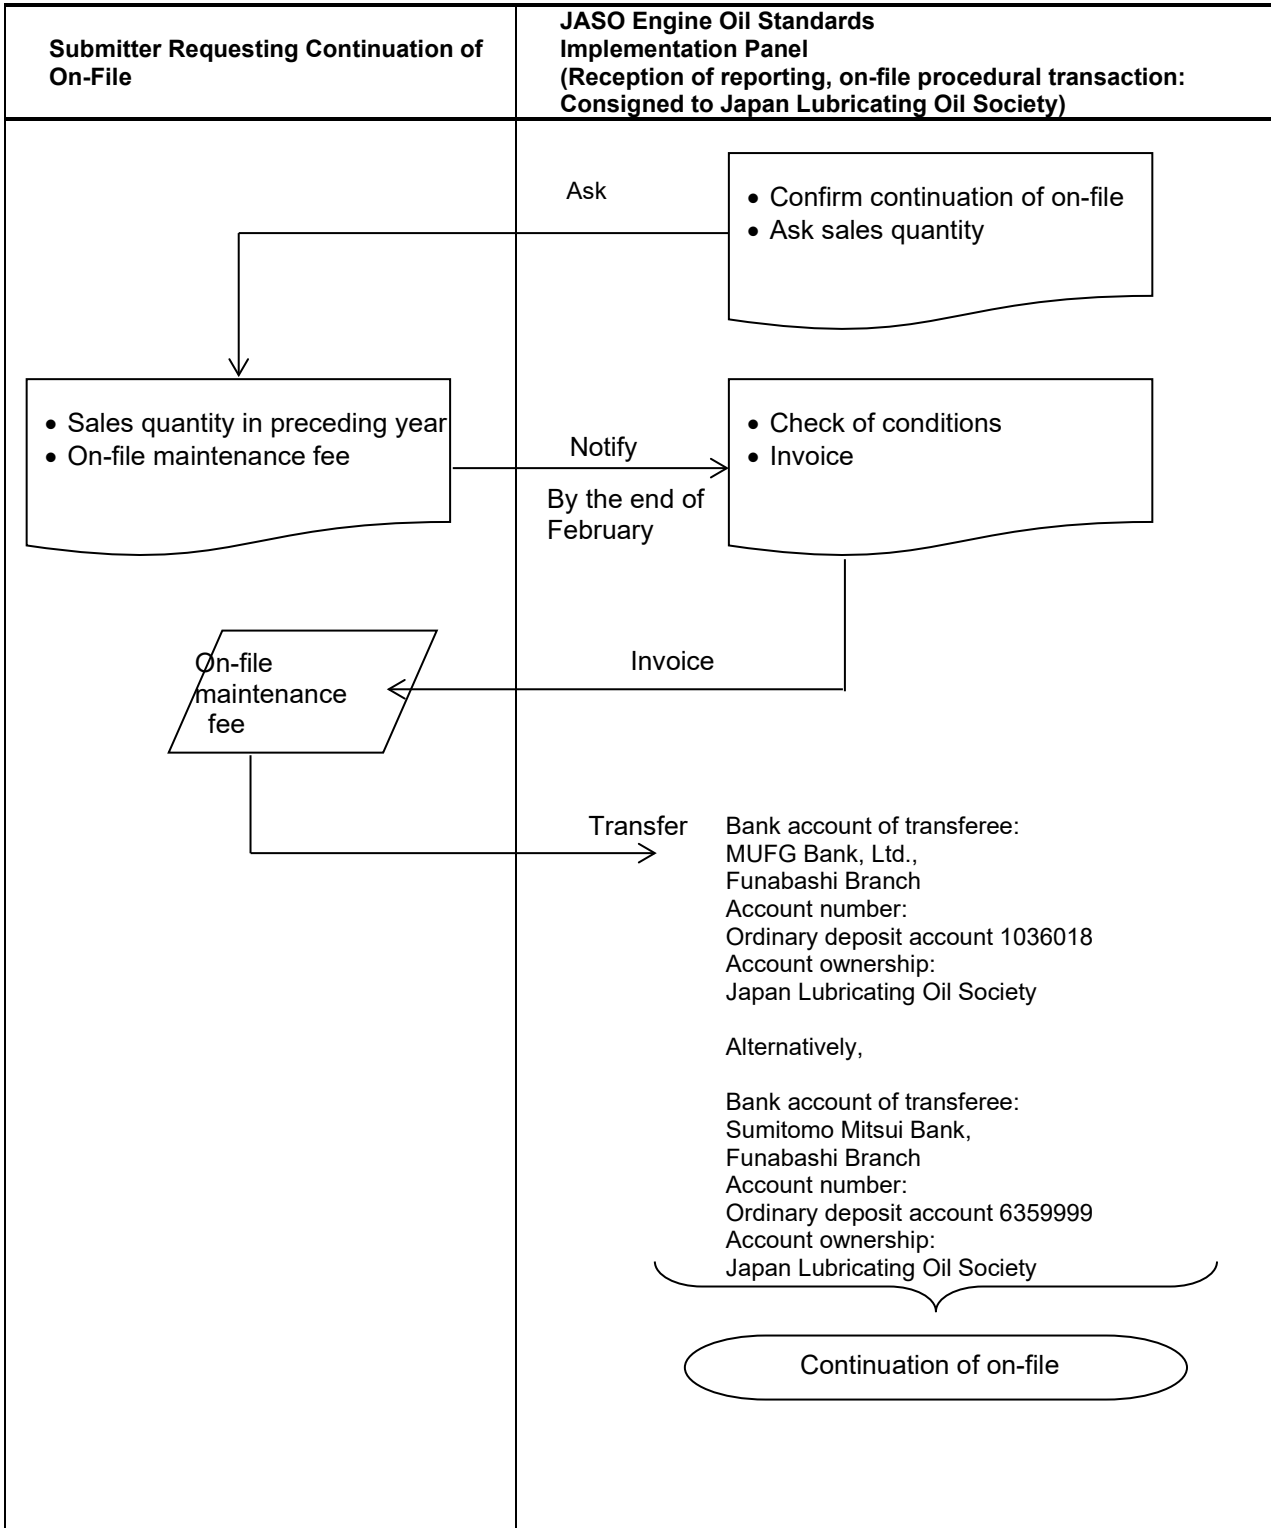 Submitter Requesting Continuation of
On-File
JASO Engine Oil Standards
Implementation Panel
(Reception of reporting, on-file procedural transaction:
Consigned to Japan Lubricating Oil Society)
Ask
• Confirm continuation of on-file
• Ask sales quantity
• Sales quantity in preceding year
• On-file maintenance fee
Notify
By the end of
February
• Check of conditions
• Invoice
On-file
maintenance
fee
Invoice
Transfer
Bank account of transferee:
MUFG Bank, Ltd.,
Funabashi Branch
Account number:
Ordinary deposit account 1036018
Account ownership:
Japan Lubricating Oil Society
Alternatively,
Bank account of transferee:
Sumitomo Mitsui Bank,
Funabashi Branch
Account number:
Ordinary deposit account 6359999
Account ownership:
Japan Lubricating Oil Society
Continuation of on-file